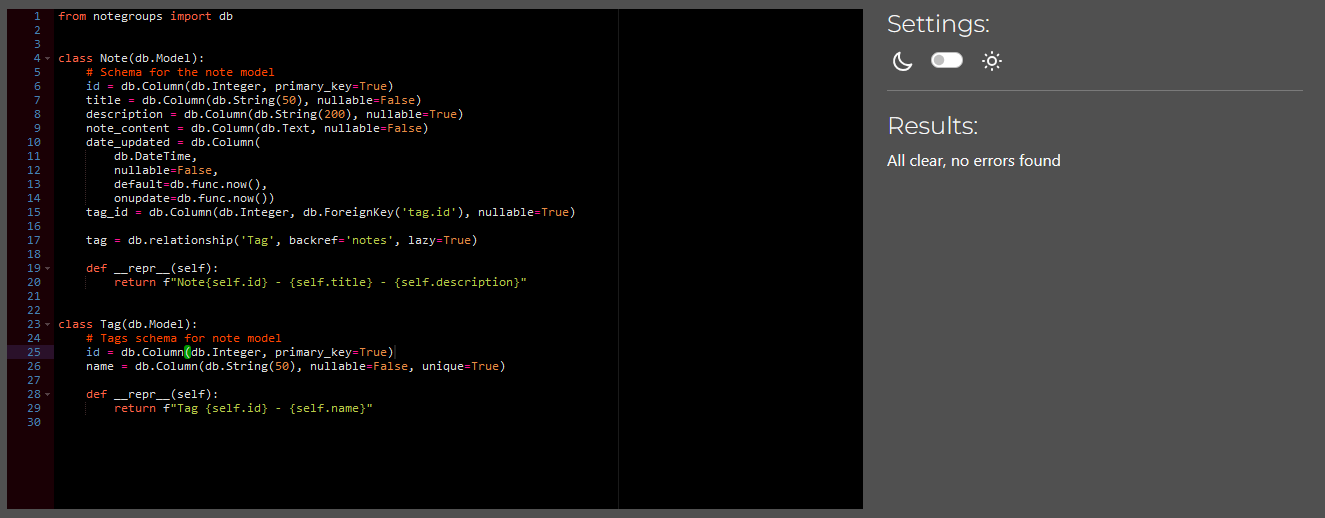 1 from notegroups import db
2
3
4 class Note(db.Model):
5     # Schema for the note model
6     id = db.Column(db.Integer, primary_key=True)
7     title = db.Column(db.String(50), nullable=False)
8     description = db.Column(db.String(200), nullable=True)
9     note_content = db.Column(db.Text, nullable=False)
10     date_updated = db.Column(
11         db.DateTime,
12         nullable=False,
13         default=db.func.now(),
14         onupdate=db.func.now())
15     tag_id = db.Column(db.Integer, db.ForeignKey('tag.id'), nullable=True)
16
17     tag = db.relationship('Tag', backref='notes', lazy=True)
18
19     def __repr__(self):
20         return f"Note{self.id} - {self.title} - {self.description}"
21
22
23 class Tag(db.Model):
24     # Tags schema for note model
25     id = db.Column(db.Integer, primary_key=True)
26     name = db.Column(db.String(50), nullable=False, unique=True)
27
28     def __repr__(self):
29         return f"Tag {self.id} - {self.name}"
30
Settings:
Results:
All clear, no errors found